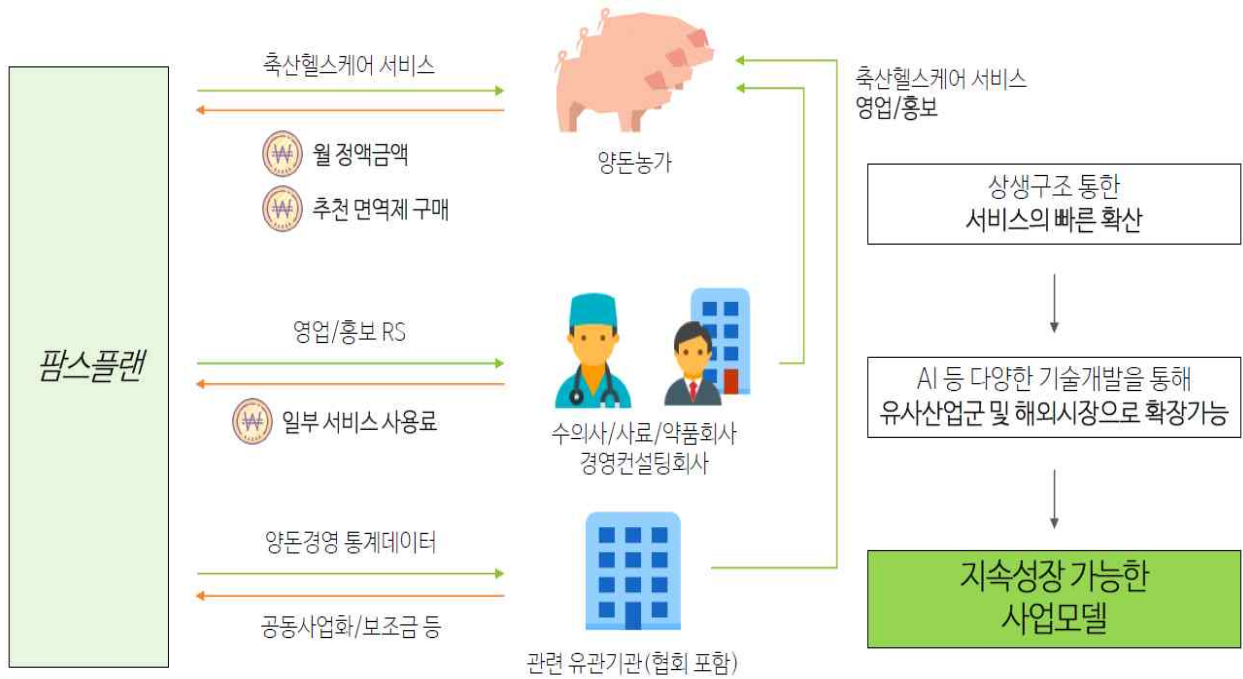 팜스플랜
축산헬스케어 서비스
월 정액금액
추천 면역제 구매
양돈농가
영업/홍보 RS
일부 서비스 사용료
수의사/사료/약품회사
경영컨설팅회사
양돈경영 통계데이터
공동사업화/보조금 등
관련 유관기관(협회 포함)
축산헬스케어 서비스
영업/홍보
상생구조 통한
서비스의 빠른 확산
AI 등 다양한 기술개발을 통해
유사산업군 및 해외시장으로 확장가능
지속성장 가능한
사업모델